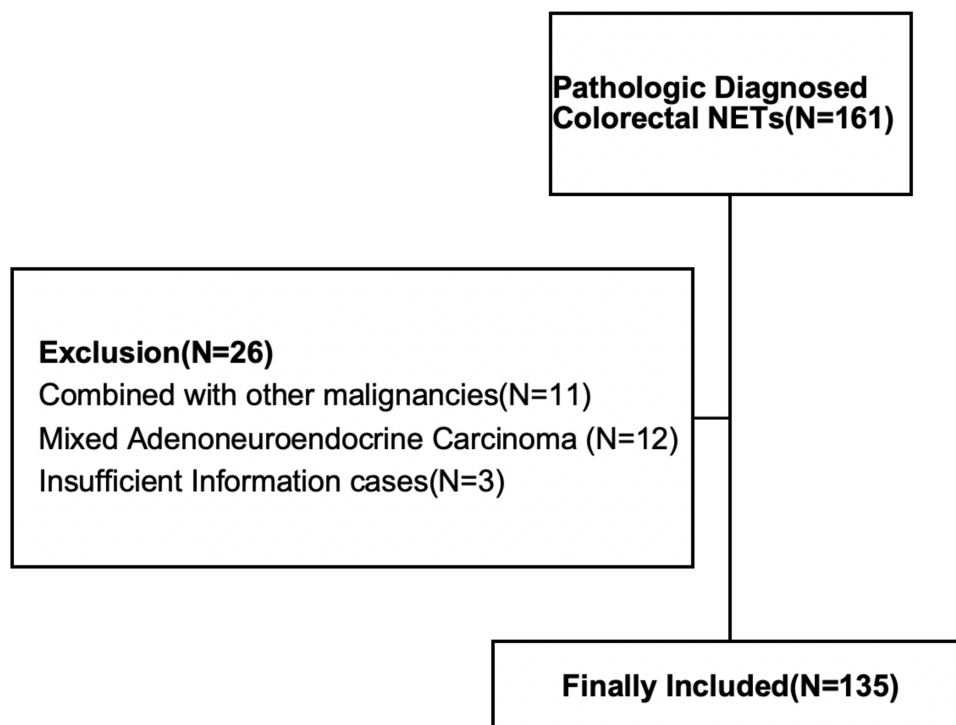 Pathologic Diagnosed
Colorectal NETs(N=161)
Exclusion(N=26)
Combined with other malignancies(N=11)
Mixed Adenoneuroendocrine Carcinoma (N=12)
Insufficient Information cases(N=3)
Finally Included(N=135)